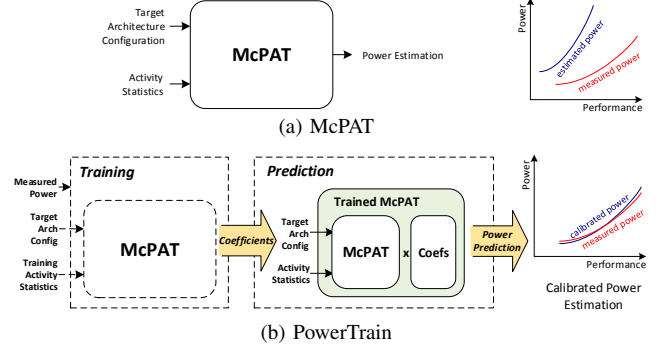 Target
Architecture
Configuration
Activity
Statistics
McPAT
Power Estimation
Power
estimated power
measured power
Performance
(a) McPAT
Training
Measured
Power
Target
Arch
Config
Training
Activity
Statistics
McPAT
Coefficients
Prediction
Trained McPAT
Target
Arch
Config
Activity
Statistics
McPAT
x
Coefs
Power
Prediction
Power
calibrated power
measured power
Performance
Calibrated Power
Estimation
(b) PowerTrain